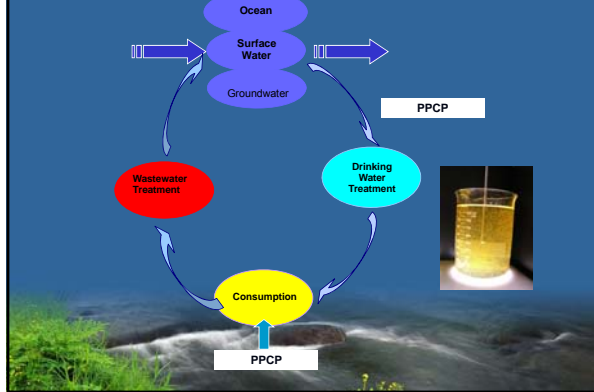 Ocean
Surface
Water
Groundwater
PPCP
Wastewater
Treatment
Drinking
Water
Treatment
Consumption
PPCP